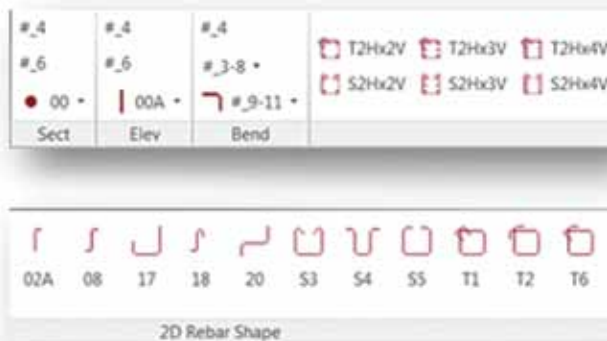 #_4 #_4 #_4
T2Hx2V T2Hx3V T2Hx4V
#_6 #_6 #_3-8
S2Hx2V S2Hx3V S2Hx4V
00 00A #_9-11
Sect Elev Bend
02A 08 17 18 20 S3 S4 S5 T1 T2 T6
2D Rebar Shape